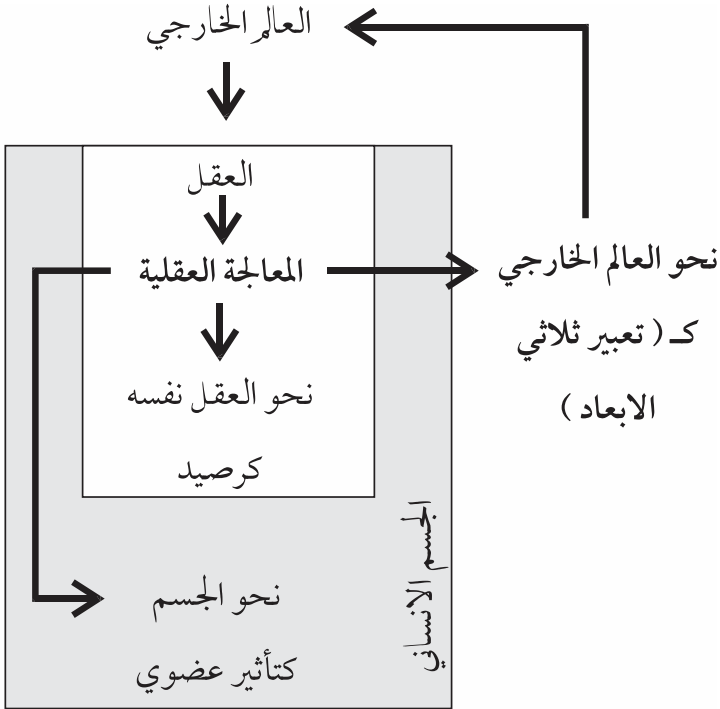 العالم الخارجي
العقل
المعالجة العقلية
نحو العالم الخارجي
كـ ( تعبير ثلاثي
الابعاد )
نحو العقل نفسه
كرصيد
الجسم الانساني
نحو الجسم
كتأثير عضوي